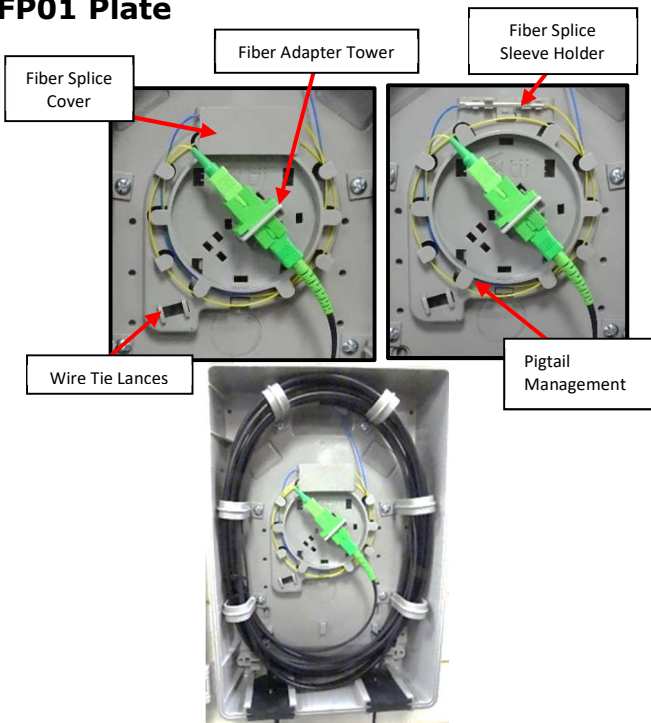 FP01 Plate
Fiber Adapter Tower
Fiber Splice
Sleeve Holder
Fiber Splice
Cover
Wire Tie Lances
Pigtail
Management